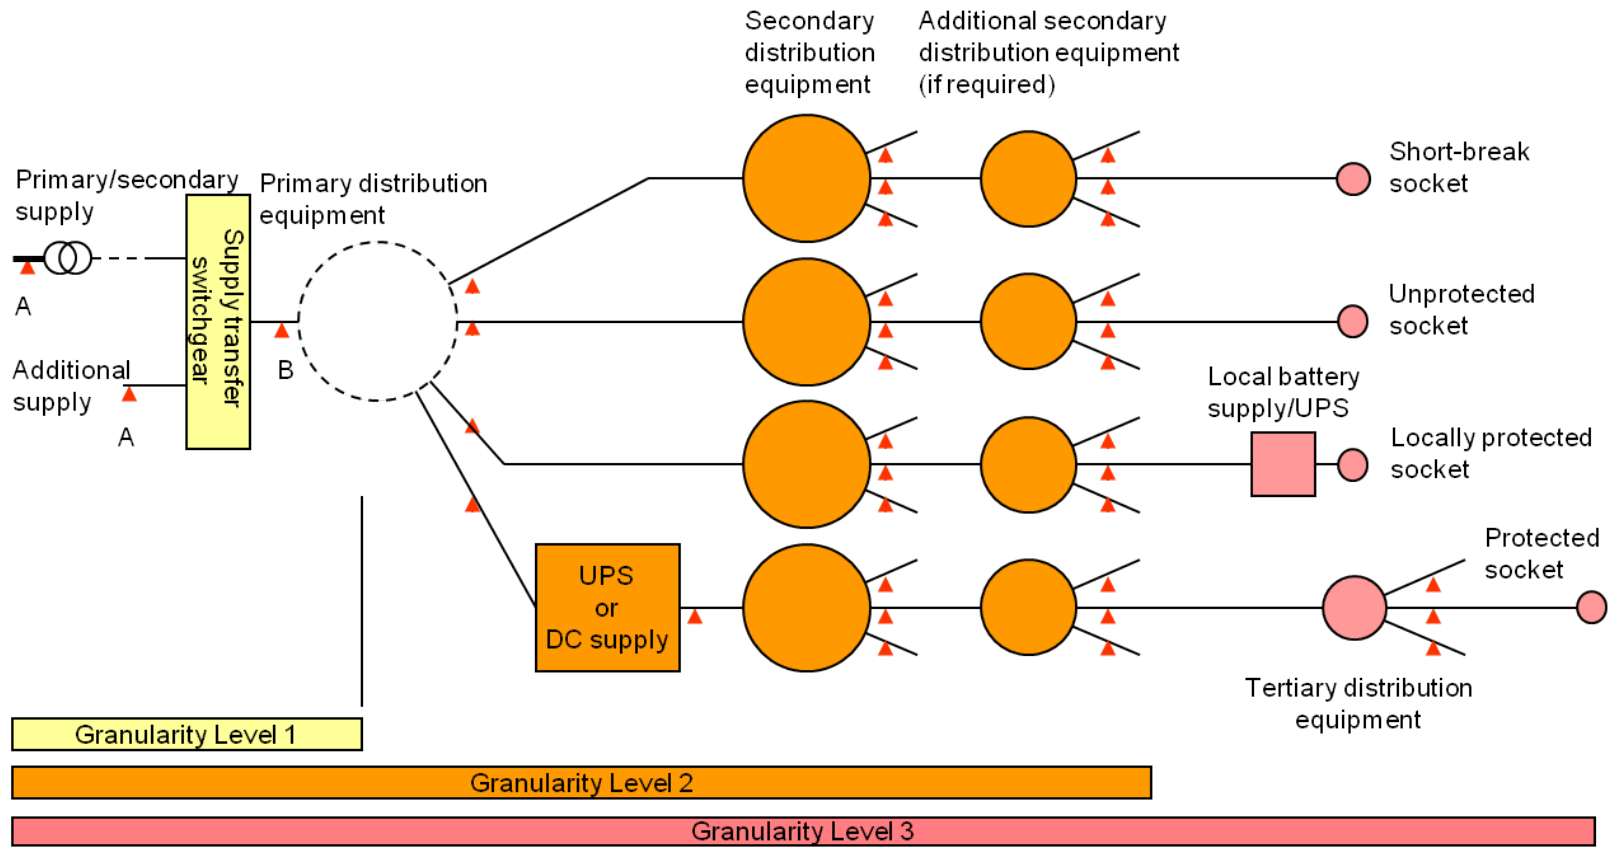 Secondary
distribution
equipment
Additional secondary
distribution equipment
(if required)
Primary/secondary
supply
Primary distribution
equipment
Short-break
socket
Supply transfer
switchgear
A
B
Additional
supply
A
Unprotected
socket
Local battery
supply/UPS
Locally protected
socket
UPS
or
DC supply
Protected
socket
Tertiary distribution
equipment
Granularity Level 1
Granularity Level 2
Granularity Level 3